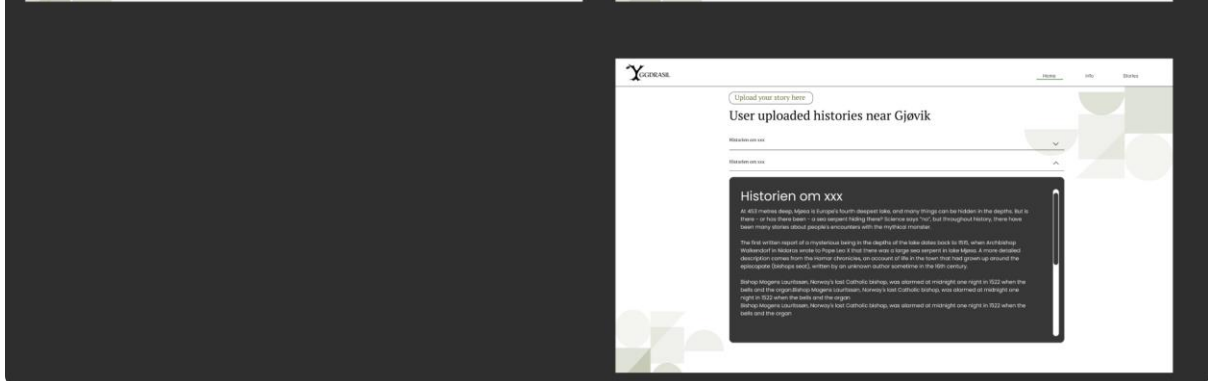 YGGDRASIL
Home Info Stories
Upload your story here
User uploaded histories near Gjøvik
Historien om xxx
Historien om xxx
Historien om xxx
At 453 metres deep, Mjøsa is Europe's fourth deepest lake, and many things can be hidden in the depths. But is
there - or has there been - a sea serpent hiding there? Science says "no", but throughout history, there have
been many stories about people's encounters with the mythical monster.
The first written report of a mysterious being in the depths of the lake dates back to 1515, when Archbishop
Walkendorf in Nidaros wrote to Pope Leo X that there was a large sea serpent in lake Mjøsa. A more detailed
description comes from the Hamar chronicles, an account of life in the town that had grown up around the
episcopate (bishops seat), written by an unknown author sometime in the 16th century.
Bishop Mogens Lauritssen, Norway's last Catholic bishop, was alarmed at midnight one night in 1522 when the
bells and the organ.Bishop Mogens Lauritssen, Norway's last Catholic bishop, was alarmed at midnight one
night in 1522 when the bells and the organ
Bishop Mogens Lauritssen, Norway's last Catholic bishop, was alarmed at midnight one night in 1522 when the
bells and the organ